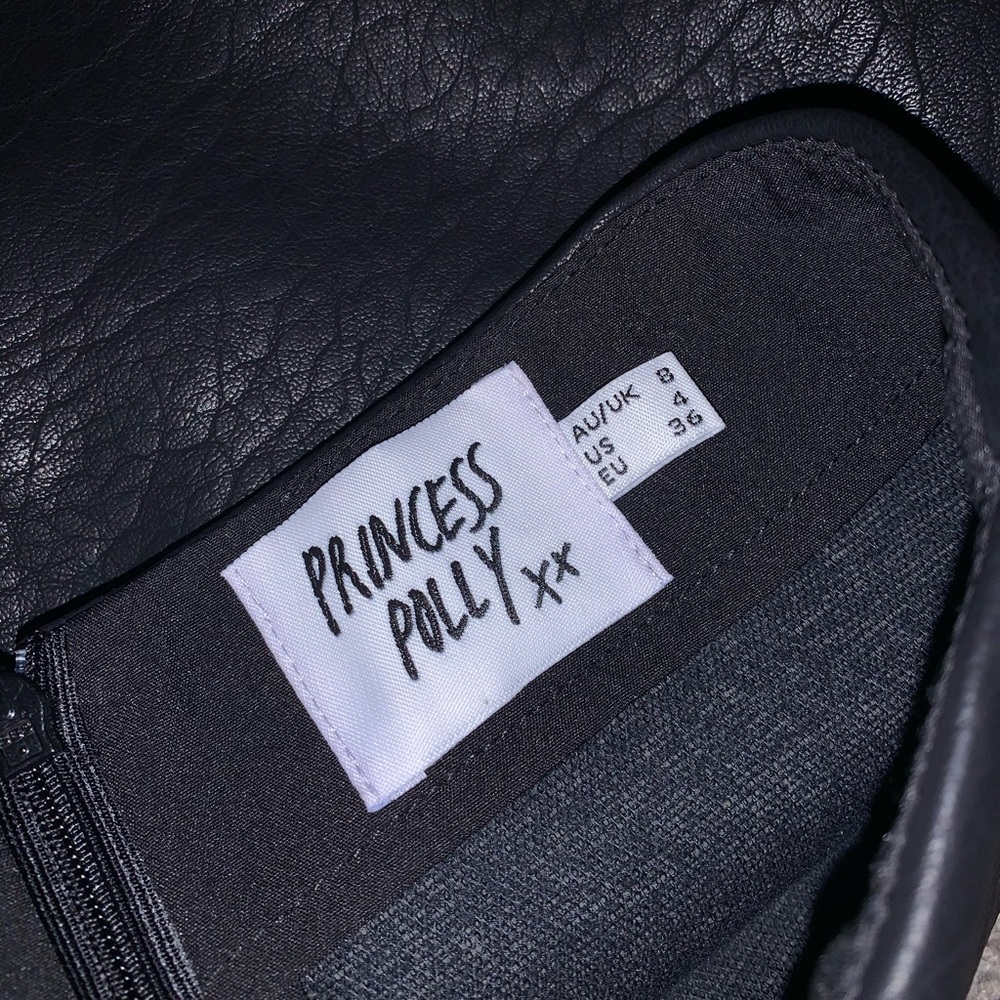 PRINCESS
POLLY xx
AU/UK 8
US 4
EU 36